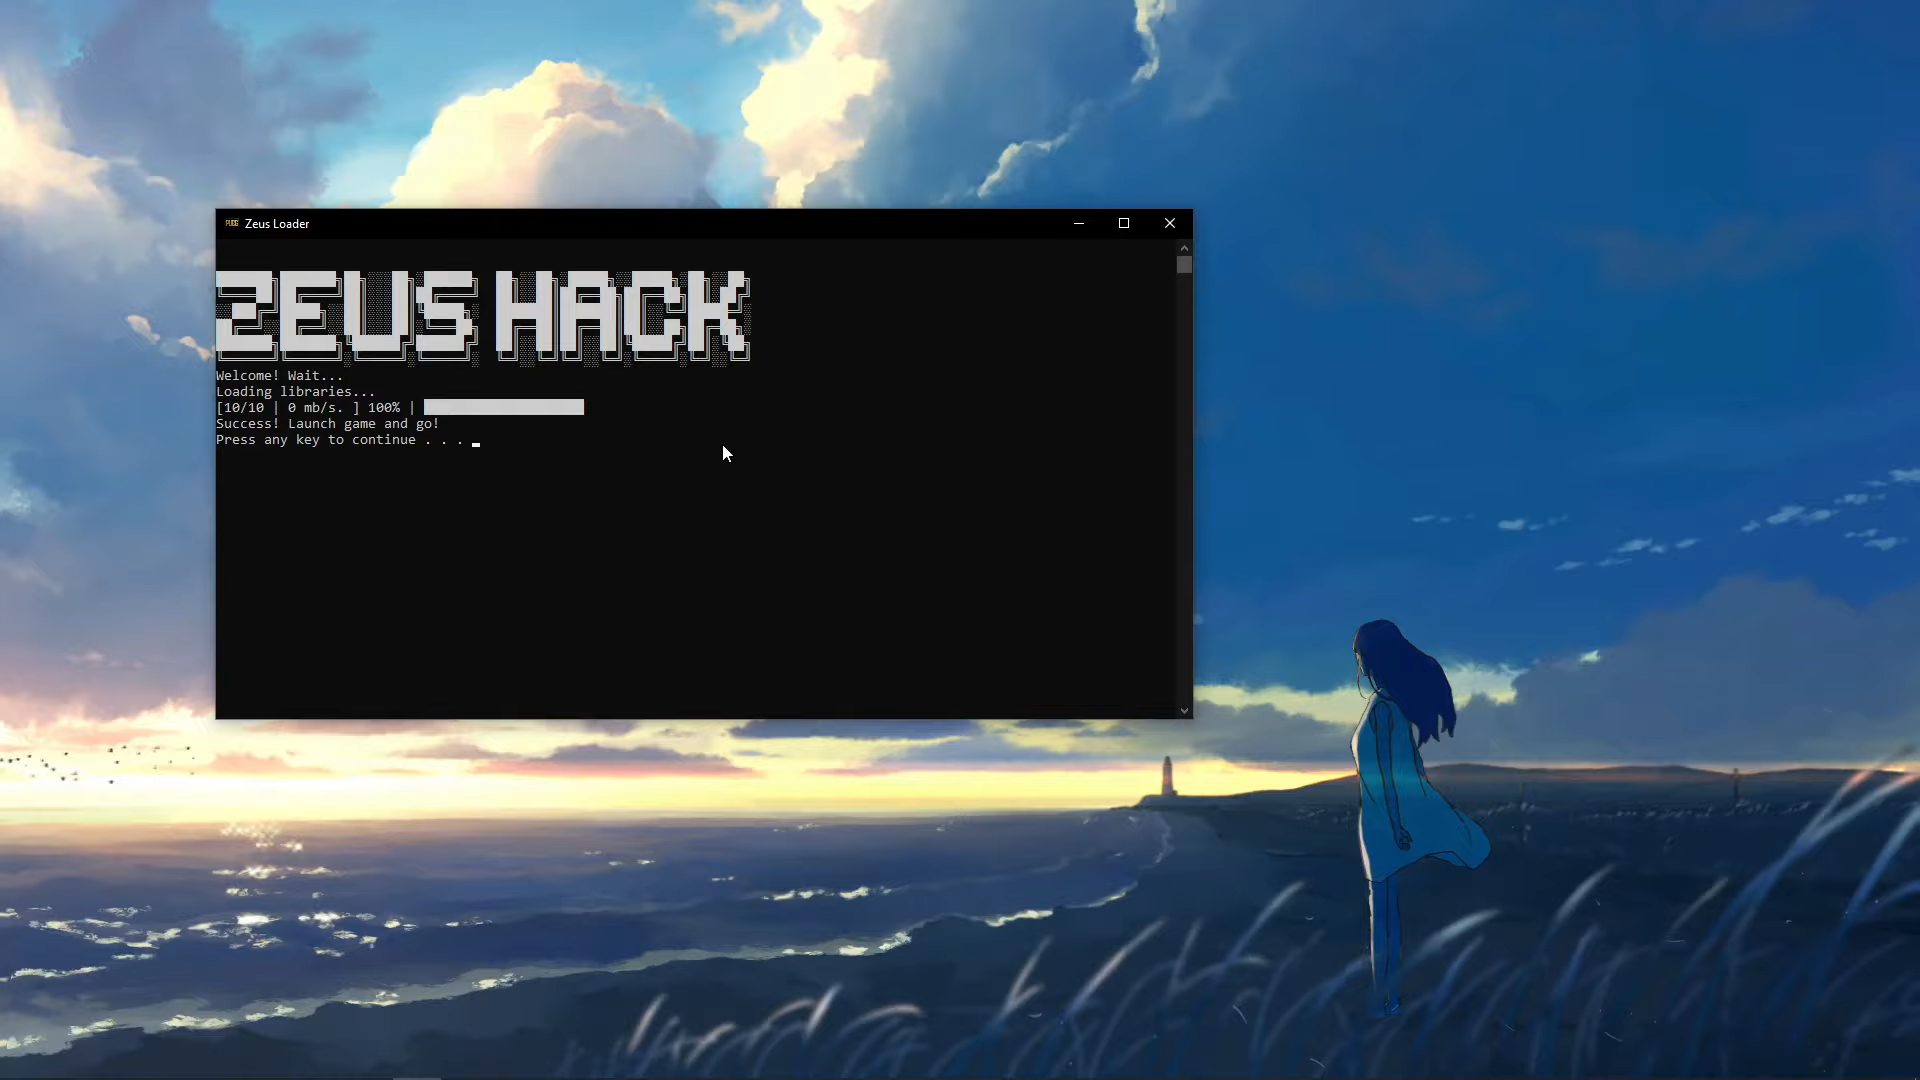 PUBG Zeus Loader
ZEUS HACK
Welcome! Wait...
Loading libraries...
[10/10 | 0 mb/s. ] 100% |
Success! Launch game and go!
Press any key to continue . . .